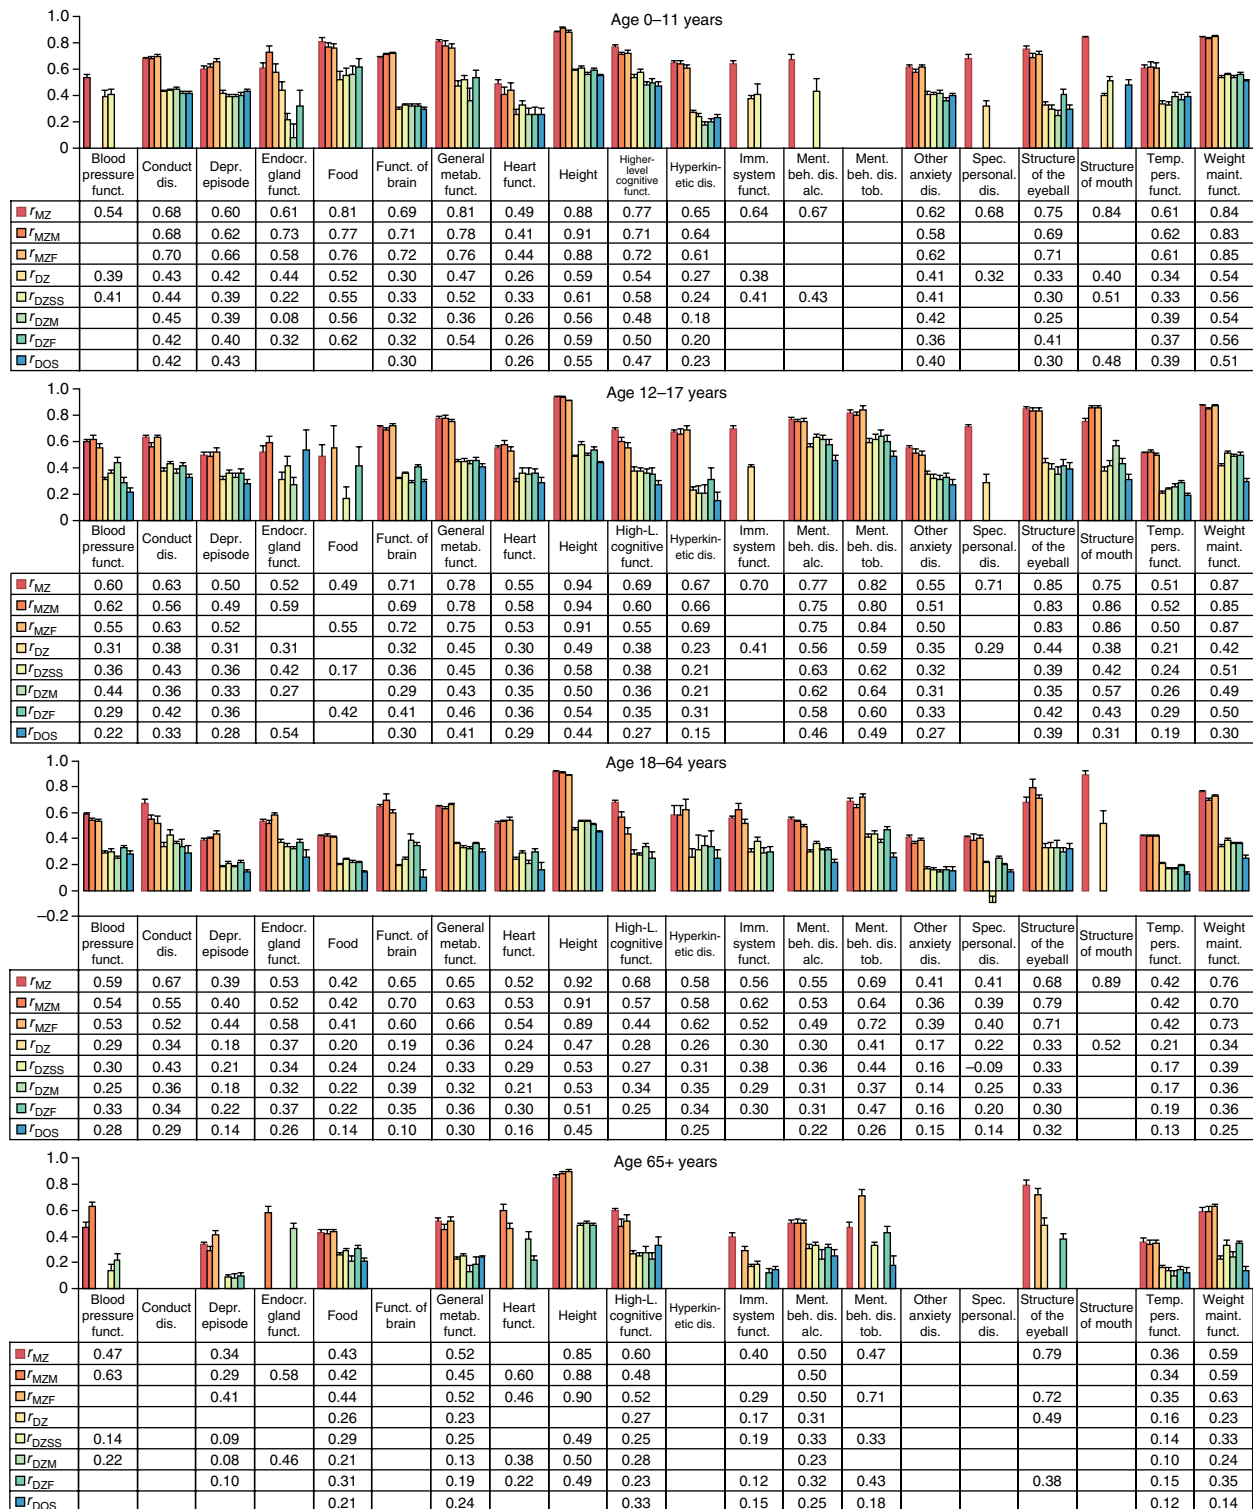 Age 0–11 years
1.0
0.8
0.6
0.4
0.2
0
Blood pressure funct. | Conduct dis. | Depr. episode | Endocr. gland funct. | Food | Funct. of brain | General metab. funct. | Heart funct. | Height | Higher-level cognitive funct. | Hyperkin-etic dis. | Imm. system funct. | Ment. beh. dis. alc. | Ment. beh. dis. tob. | Other anxiety dis. | Spec. personal. dis. | Structure of the eyeball | Structure of mouth | Temp. pers. funct. | Weight maint. funct.
rMZ | 0.54 | 0.68 | 0.60 | 0.61 | 0.81 | 0.69 | 0.81 | 0.49 | 0.88 | 0.77 | 0.65 | 0.64 | 0.67 | | 0.62 | 0.68 | 0.75 | 0.84 | 0.61 | 0.84
rMZM | | 0.68 | 0.62 | 0.73 | 0.77 | 0.71 | 0.78 | 0.41 | 0.91 | 0.71 | 0.64 | | | | 0.58 | | 0.69 | | 0.62 | 0.83
rMZF | | 0.70 | 0.66 | 0.58 | 0.76 | 0.72 | 0.76 | 0.44 | 0.88 | 0.72 | 0.61 | | | | 0.62 | | 0.71 | | 0.61 | 0.85
rDZ | 0.39 | 0.43 | 0.42 | 0.44 | 0.52 | 0.30 | 0.47 | 0.26 | 0.59 | 0.54 | 0.27 | 0.38 | | | 0.41 | 0.32 | 0.33 | 0.40 | 0.34 | 0.54
rDZSS | 0.41 | 0.44 | 0.39 | 0.22 | 0.55 | 0.33 | 0.52 | 0.33 | 0.61 | 0.58 | 0.24 | 0.41 | 0.43 | | 0.41 | | 0.30 | 0.51 | 0.33 | 0.56
rDZM | | 0.45 | 0.39 | 0.08 | 0.56 | 0.32 | 0.36 | 0.26 | 0.56 | 0.48 | 0.18 | | | | 0.42 | | 0.25 | | 0.39 | 0.54
rDZF | | 0.42 | 0.40 | 0.32 | 0.62 | 0.32 | 0.54 | 0.26 | 0.59 | 0.50 | 0.20 | | | | 0.36 | | 0.41 | | 0.37 | 0.56
rDOS | | 0.42 | 0.43 | | | 0.30 | | 0.26 | 0.55 | 0.47 | 0.23 | | | | 0.40 | | 0.30 | 0.48 | 0.39 | 0.51
Age 12–17 years
1.0
0.8
0.6
0.4
0.2
0
Blood pressure funct. | Conduct dis. | Depr. episode | Endocr. gland funct. | Food | Funct. of brain | General metab. funct. | Heart funct. | Height | High-L. cognitive funct. | Hyperkin-etic dis. | Imm. system funct. | Ment. beh. dis. alc. | Ment. beh. dis. tob. | Other anxiety dis. | Spec. personal. dis. | Structure of the eyeball | Structure of mouth | Temp. pers. funct. | Weight maint. funct.
rMZ | 0.60 | 0.63 | 0.50 | 0.52 | 0.49 | 0.71 | 0.78 | 0.55 | 0.94 | 0.69 | 0.67 | 0.70 | 0.77 | 0.82 | 0.55 | 0.71 | 0.85 | 0.75 | 0.51 | 0.87
rMZM | 0.62 | 0.56 | 0.49 | 0.59 | | 0.69 | 0.78 | 0.58 | 0.94 | 0.60 | 0.66 | | 0.75 | 0.80 | 0.51 | | 0.83 | 0.86 | 0.52 | 0.85
rMZF | 0.55 | 0.63 | 0.52 | | 0.55 | 0.72 | 0.75 | 0.53 | 0.91 | 0.55 | 0.69 | | 0.75 | 0.84 | 0.50 | | 0.83 | 0.86 | 0.50 | 0.87
rDZ | 0.31 | 0.38 | 0.31 | 0.31 | | 0.32 | 0.45 | 0.30 | 0.49 | 0.38 | 0.23 | 0.41 | 0.56 | 0.59 | 0.35 | 0.29 | 0.44 | 0.38 | 0.21 | 0.42
rDZSS | 0.36 | 0.43 | 0.36 | 0.42 | 0.17 | 0.36 | 0.45 | 0.36 | 0.58 | 0.38 | 0.21 | | 0.63 | 0.62 | 0.32 | | 0.39 | 0.42 | 0.24 | 0.51
rDZM | 0.44 | 0.36 | 0.33 | 0.27 | | 0.29 | 0.43 | 0.35 | 0.50 | 0.36 | 0.21 | | 0.62 | 0.64 | 0.31 | | 0.35 | 0.57 | 0.26 | 0.49
rDZF | 0.29 | 0.42 | 0.36 | | 0.42 | 0.41 | 0.46 | 0.36 | 0.54 | 0.35 | 0.31 | | 0.58 | 0.60 | 0.33 | | 0.42 | 0.43 | 0.29 | 0.50
rDOS | 0.22 | 0.33 | 0.28 | 0.54 | | 0.30 | 0.41 | 0.29 | 0.44 | 0.27 | 0.15 | | 0.46 | 0.49 | 0.27 | | 0.39 | 0.31 | 0.19 | 0.30
Age 18–64 years
1.0
0.8
0.6
0.4
0.2
0
−0.2
Blood pressure funct. | Conduct dis. | Depr. episode | Endocr. gland funct. | Food | Funct. of brain | General metab. funct. | Heart funct. | Height | High-L. cognitive funct. | Hyperkin-etic dis. | Imm. system funct. | Ment. beh. dis. alc. | Ment. beh. dis. tob. | Other anxiety dis. | Spec. personal. dis. | Structure of the eyeball | Structure of mouth | Temp. pers. funct. | Weight maint. funct.
rMZ | 0.59 | 0.67 | 0.39 | 0.53 | 0.42 | 0.65 | 0.65 | 0.52 | 0.92 | 0.68 | 0.58 | 0.56 | 0.55 | 0.69 | 0.41 | 0.41 | 0.68 | 0.89 | 0.42 | 0.76
rMZM | 0.54 | 0.55 | 0.40 | 0.52 | 0.42 | 0.70 | 0.63 | 0.53 | 0.91 | 0.57 | 0.58 | 0.62 | 0.53 | 0.64 | 0.36 | 0.39 | 0.79 | | 0.42 | 0.70
rMZF | 0.53 | 0.52 | 0.44 | 0.58 | 0.41 | 0.60 | 0.66 | 0.54 | 0.89 | 0.44 | 0.62 | 0.52 | 0.49 | 0.72 | 0.39 | 0.40 | 0.71 | | 0.42 | 0.73
rDZ | 0.29 | 0.34 | 0.18 | 0.37 | 0.20 | 0.19 | 0.36 | 0.24 | 0.47 | 0.28 | 0.26 | 0.30 | 0.30 | 0.41 | 0.17 | 0.22 | 0.33 | 0.52 | 0.21 | 0.34
rDZSS | 0.30 | 0.43 | 0.21 | 0.34 | 0.24 | 0.24 | 0.33 | 0.29 | 0.53 | 0.27 | 0.31 | 0.38 | 0.36 | 0.44 | 0.16 | −0.09 | 0.33 | | 0.17 | 0.39
rDZM | 0.25 | 0.36 | 0.18 | 0.32 | 0.22 | 0.39 | 0.32 | 0.21 | 0.53 | 0.34 | 0.35 | 0.29 | 0.31 | 0.37 | 0.14 | 0.25 | 0.33 | | 0.17 | 0.36
rDZF | 0.33 | 0.34 | 0.22 | 0.37 | 0.22 | 0.35 | 0.36 | 0.30 | 0.51 | 0.25 | 0.34 | 0.30 | 0.31 | 0.47 | 0.16 | 0.20 | 0.30 | | 0.19 | 0.36
rDOS | 0.28 | 0.29 | 0.14 | 0.26 | 0.14 | 0.10 | 0.30 | 0.16 | 0.45 | | 0.25 | | 0.22 | 0.26 | 0.15 | 0.14 | 0.32 | | 0.13 | 0.25
Age 65+ years
1.0
0.8
0.6
0.4
0.2
0
Blood pressure funct. | Conduct dis. | Depr. episode | Endocr. gland funct. | Food | Funct. of brain | General metab. funct. | Heart funct. | Height | High-L. cognitive funct. | Hyperkin-etic dis. | Imm. system funct. | Ment. beh. dis. alc. | Ment. beh. dis. tob. | Other anxiety dis. | Spec. personal. dis. | Structure of the eyeball | Structure of mouth | Temp. pers. funct. | Weight maint. funct.
rMZ | 0.47 | | 0.34 | | 0.43 | | 0.52 | | 0.85 | 0.60 | | 0.40 | 0.50 | 0.47 | | | 0.79 | | 0.36 | 0.59
rMZM | 0.63 | | 0.29 | 0.58 | 0.42 | | 0.45 | 0.60 | 0.88 | 0.48 | | | 0.50 | | | | | | 0.34 | 0.59
rMZF | | | 0.41 | | 0.44 | | 0.52 | 0.46 | 0.90 | 0.52 | | 0.29 | 0.50 | 0.71 | | | 0.72 | | 0.35 | 0.63
rDZ | | | | | 0.26 | | 0.23 | | | 0.27 | | 0.17 | 0.31 | | | | 0.49 | | 0.16 | 0.23
rDZSS | 0.14 | | 0.09 | | 0.29 | | 0.25 | | 0.49 | 0.25 | | 0.19 | 0.33 | 0.33 | | | | | 0.14 | 0.33
rDZM | 0.22 | | 0.08 | 0.46 | 0.21 | | 0.13 | 0.38 | 0.50 | 0.28 | | | 0.23 | | | | | | 0.10 | 0.24
rDZF | | | 0.10 | | 0.31 | | 0.19 | 0.22 | 0.49 | 0.23 | | 0.12 | 0.32 | 0.43 | | | 0.38 | | 0.15 | 0.35
rDOS | | | | | 0.21 | | 0.24 | | | 0.33 | | 0.15 | 0.25 | 0.18 | | | | | 0.12 | 0.14